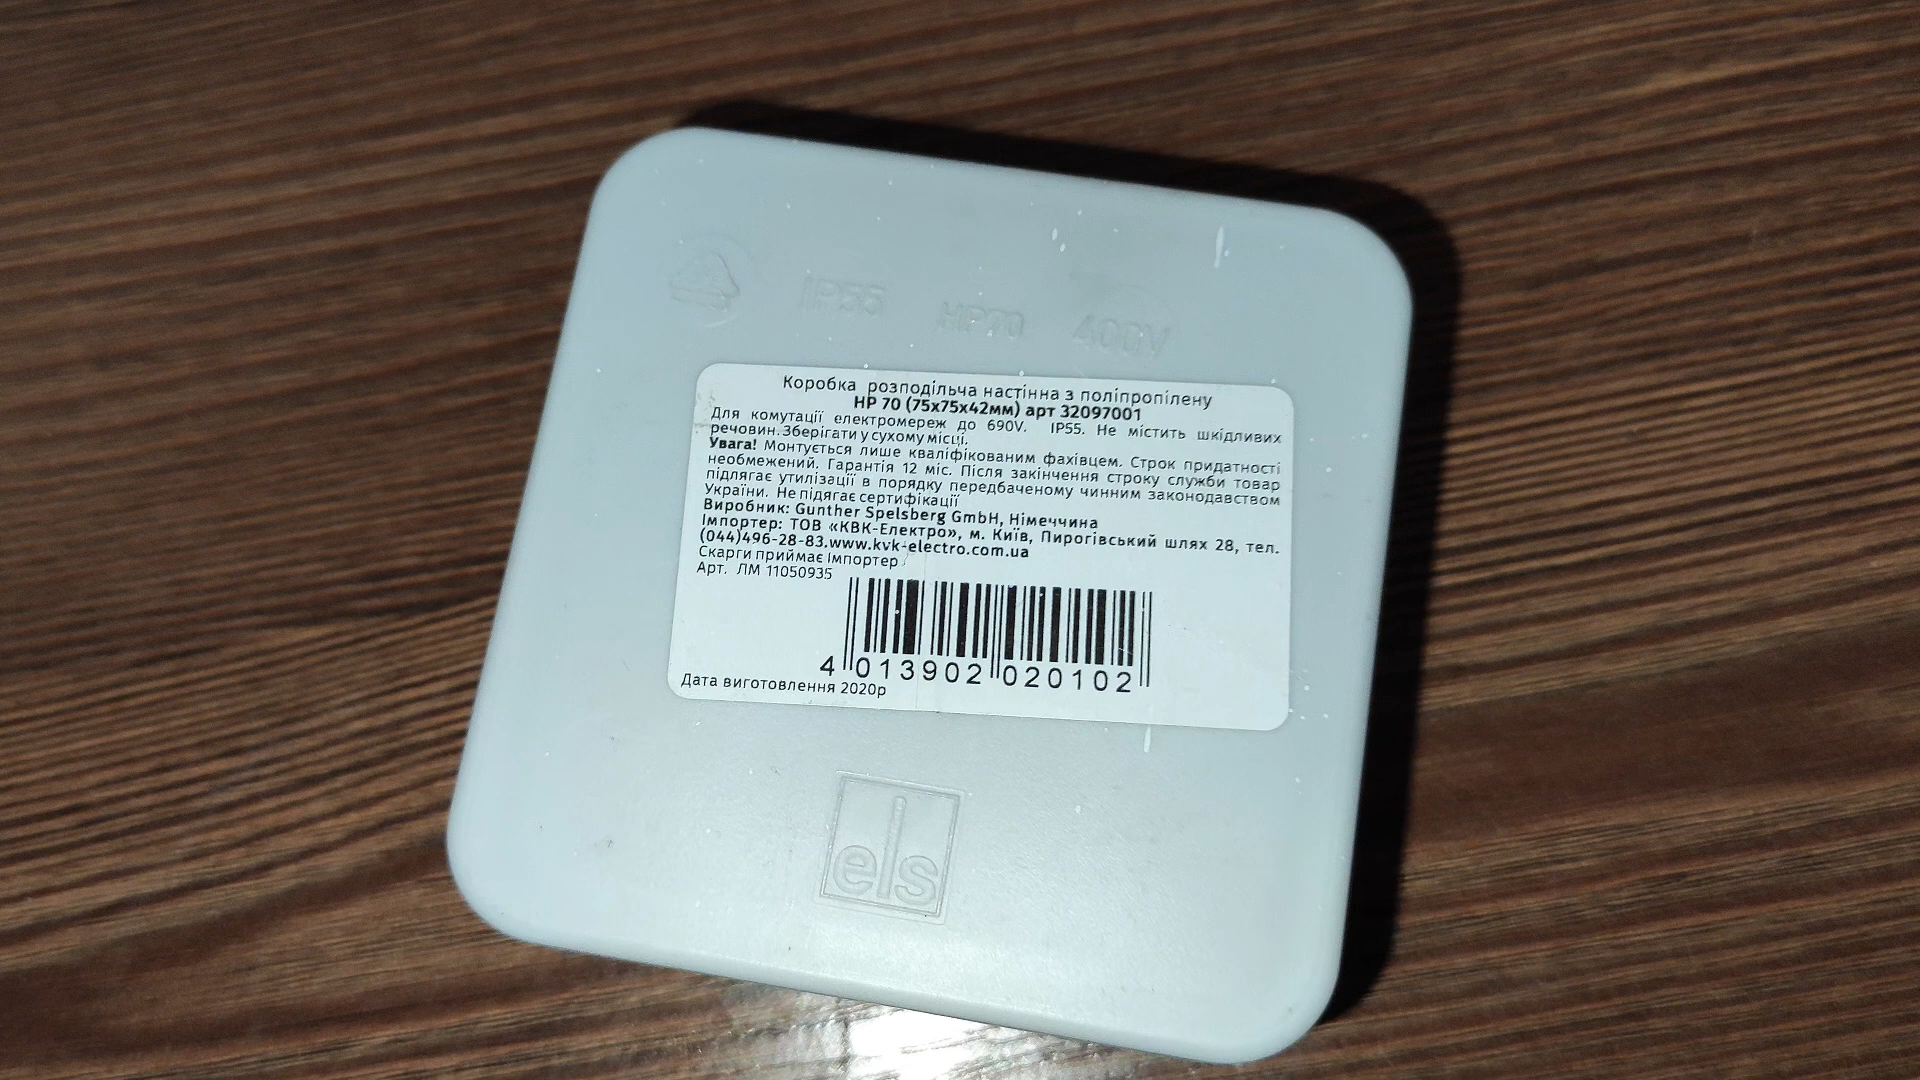 IP55 HP70 400V
Коробка розподільча настінна з поліпропілену
HP 70 (75x75x42мм) арт 32097001
Для комутації електромереж до 690V. IP55. Не містить шкідливих
речовин. Зберігати у сухому місці.
Увага! Монтується лише кваліфікованим фахівцем. Строк придатності
необмежений. Гарантія 12 міс. Після закінчення строку служби товар
підлягає утилізації в порядку передбаченому чинним законодавством
України. Не підягає сертифікації
Виробник: Gunther Spelsberg GmbH, Німеччина
Імпортер: ТОВ «КВК-Електро», м. Київ, Пирогівський шлях 28, тел.
(044)496-28-83.www.kvk-electro.com.ua
Скарги приймає Імпортер
Арт. ЛМ 11050935
4 013902 020102
Дата виготовлення 2020р
els